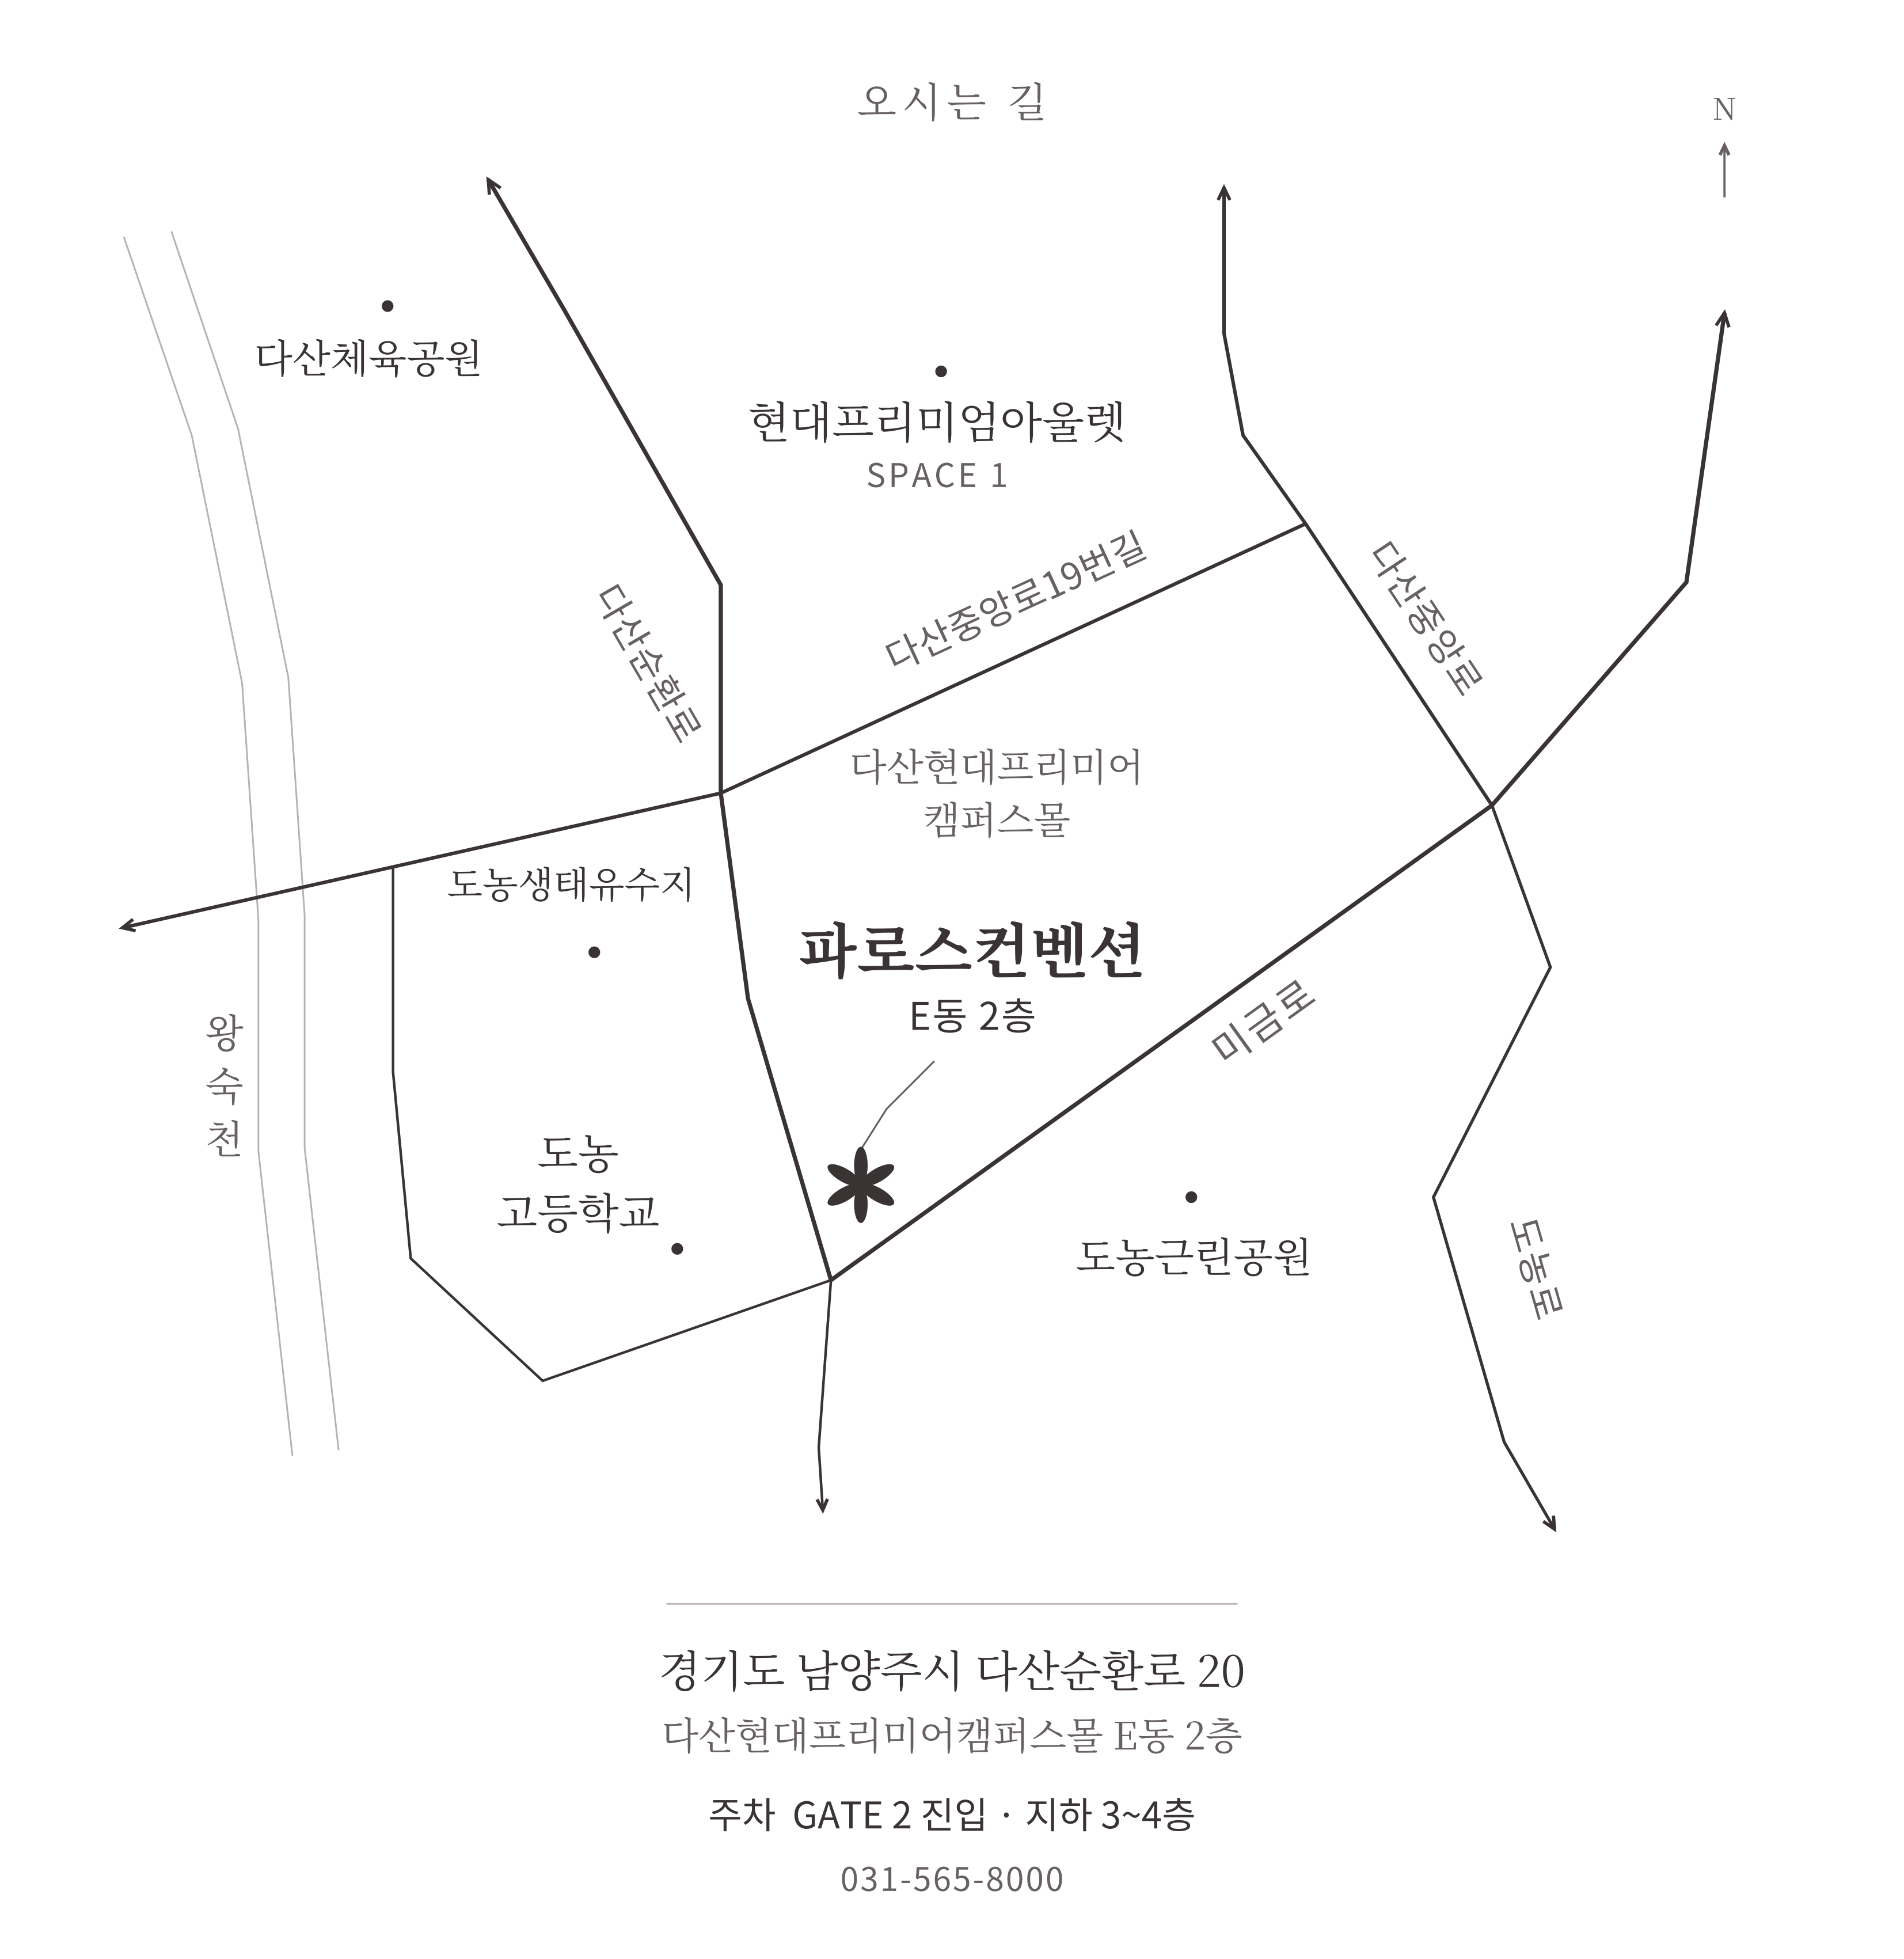 오시는 길
N
다산체육공원
현대프리미엄아울렛
SPACE 1
다산순환로
다산중앙로19번길
다산중앙로
다산현대프리미어
캠퍼스몰
도농생태유수지
파로스컨벤션
E동 2층
미금로
왕숙천
도농
고등학교
도농근린공원
도농로
경기도 남양주시 다산순환로 20
다산현대프리미어캠퍼스몰 E동 2층
주차 GATE 2 진입 · 지하 3~4층
031-565-8000